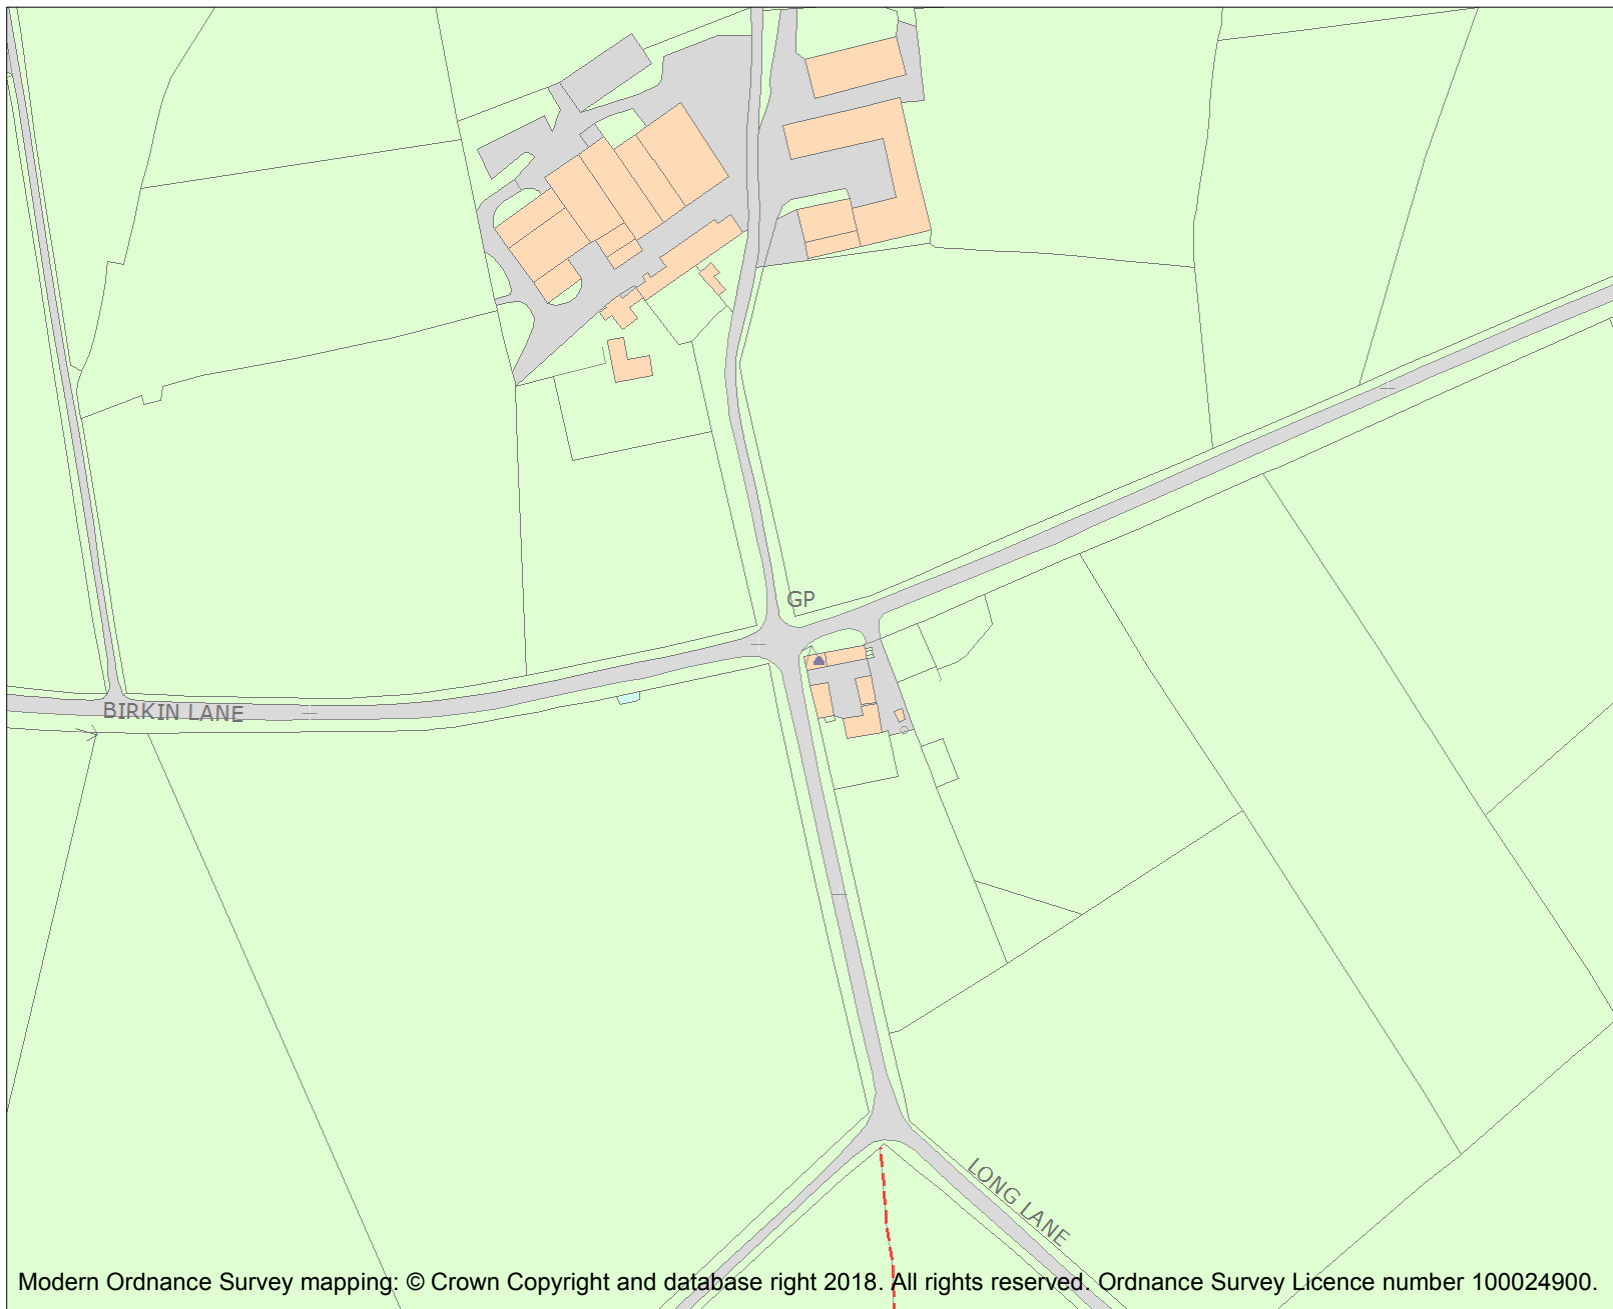 GP
BIRKIN LANE
LONG LANE
Modern Ordnance Survey mapping: © Crown Copyright and database right 2018. All rights reserved. Ordnance Survey Licence number 100024900.